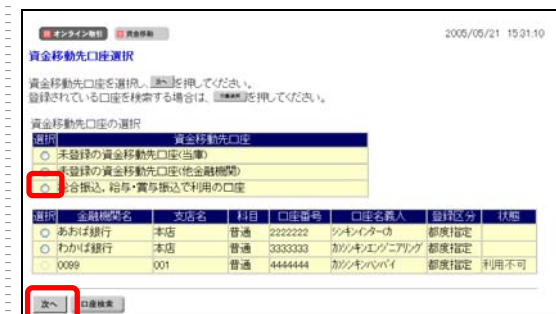 オンライン取引 資金移動 2005/05/21 15:31:10
資金移動先口座選択
資金移動先口座を選択し、次へを押してください。
登録されている口座を検索する場合は、口座検索を押してください。
資金移動先口座の選択
選択 資金移動先口座
未登録の資金移動先口座(当庫)
未登録の資金移動先口座(他金融機関)
総合振込、給与・賞与振込で利用の口座
選択 金融機関名 支店名 科目 口座番号 口座名義人 登録区分 状態
あおば銀行 本店 普通 2222222 シンキンイチーカ 都度指定
わかば銀行 本店 普通 3333333 カ)シンキンエンジニアリング 都度指定
0099 001 普通 4444444 カ)シンキンハンバイ 都度指定 利用不可
次へ 口座検索